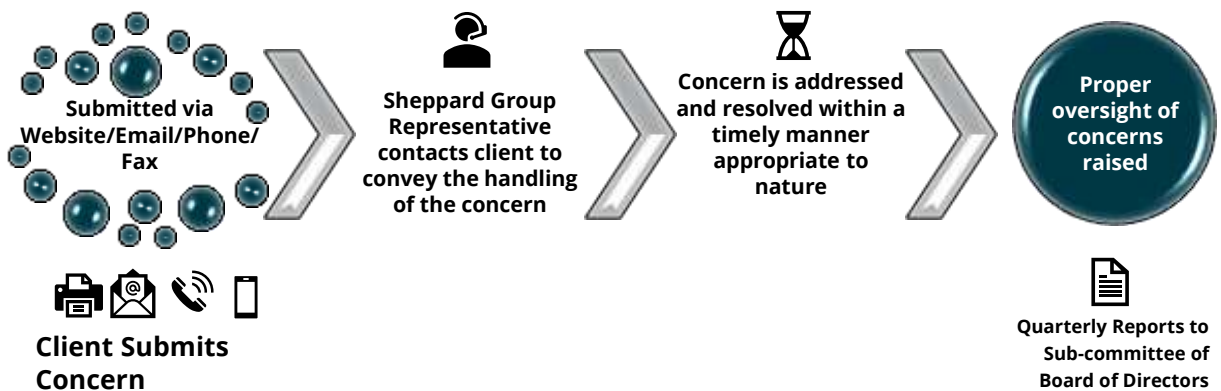 Submitted via
Website/Email/Phone/
Fax
Client Submits
Concern
Sheppard Group
Representative
contacts client to
convey the handling
of the concern
Concern is addressed
and resolved within a
timely manner
appropriate to
nature
Proper
oversight of
concerns
raised
Quarterly Reports to
Sub-committee of
Board of Directors